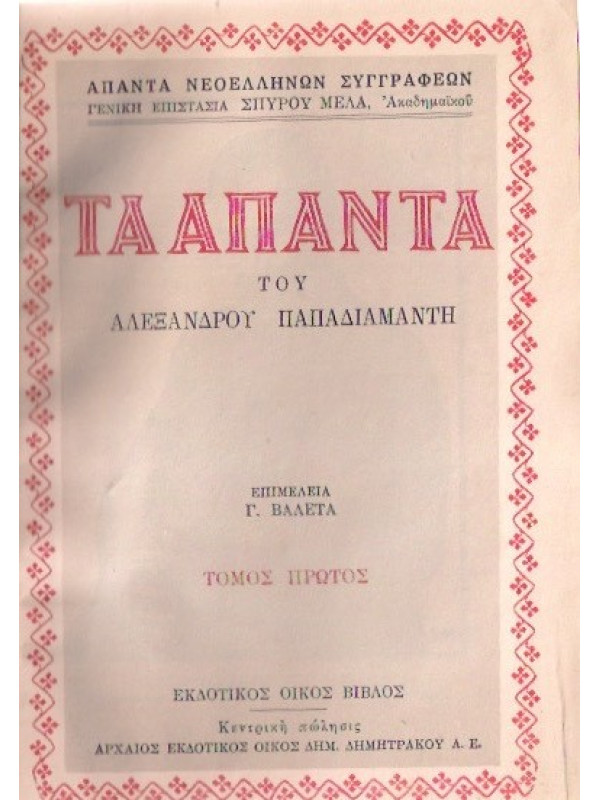 ΑΠΑΝΤΑ ΝΕΟΕΛΛΗΝΩΝ ΣΥΓΓΡΑΦΕΩΝ
ΓΕΝΙΚΗ ΕΠΙΣΤΑΣΙΑ ΣΠΥΡΟΥ ΜΕΛΑ, Ἀκαδημαϊκοῦ
ΤΑ ΑΠΑΝΤΑ
ΤΟΥ
ΑΛΕΞΑΝΔΡΟΥ ΠΑΠΑΔΙΑΜΑΝΤΗ
ΕΠΙΜΕΛΕΙΑ
Γ. ΒΑΛΕΤΑ
ΤΟΜΟΣ ΠΡΩΤΟΣ
ΕΚΔΟΤΙΚΟΣ ΟΙΚΟΣ ΒΙΒΛΟΣ
Κεντρικὴ πώλησις
ΑΡΧΑΙΟΣ ΕΚΔΟΤΙΚΟΣ ΟΙΚΟΣ ΔΗΜ. ΔΗΜΗΤΡΑΚΟΥ Α. Ε.